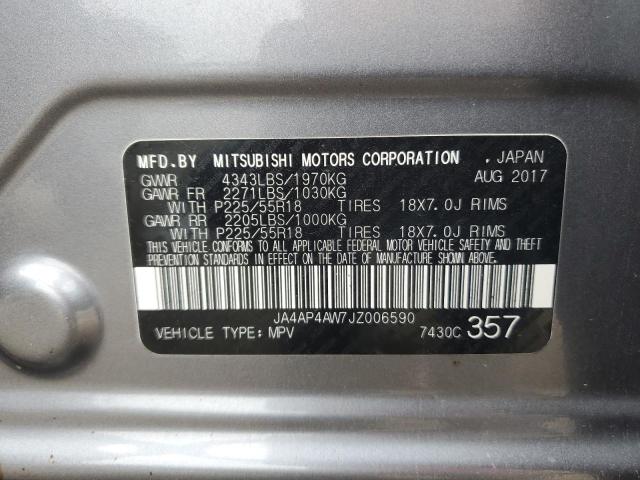 MFD.BY MITSUBISHI MOTORS CORPORATION . JAPAN
GVWR 4343LBS/1970KG AUG 2017
GAWR FR 2271LBS/1030KG
WITH P225/55R18 TIRES 18X7.0J RIMS
GAWR RR 2205LBS/1000KG
WITH P225/55R18 TIRES 18X7.0J RIMS
THIS VEHICLE CONFORMS TO ALL APPLICABLE FEDERAL MOTOR VEHICLE SAFETY AND THEFT
PREVENTION STANDARDS IN EFFECT ON THE DATE OF MANUFACTURE SHOWN ABOVE.
JA4AP4AW7JZ006590
VEHICLE TYPE: MPV 7430C 357